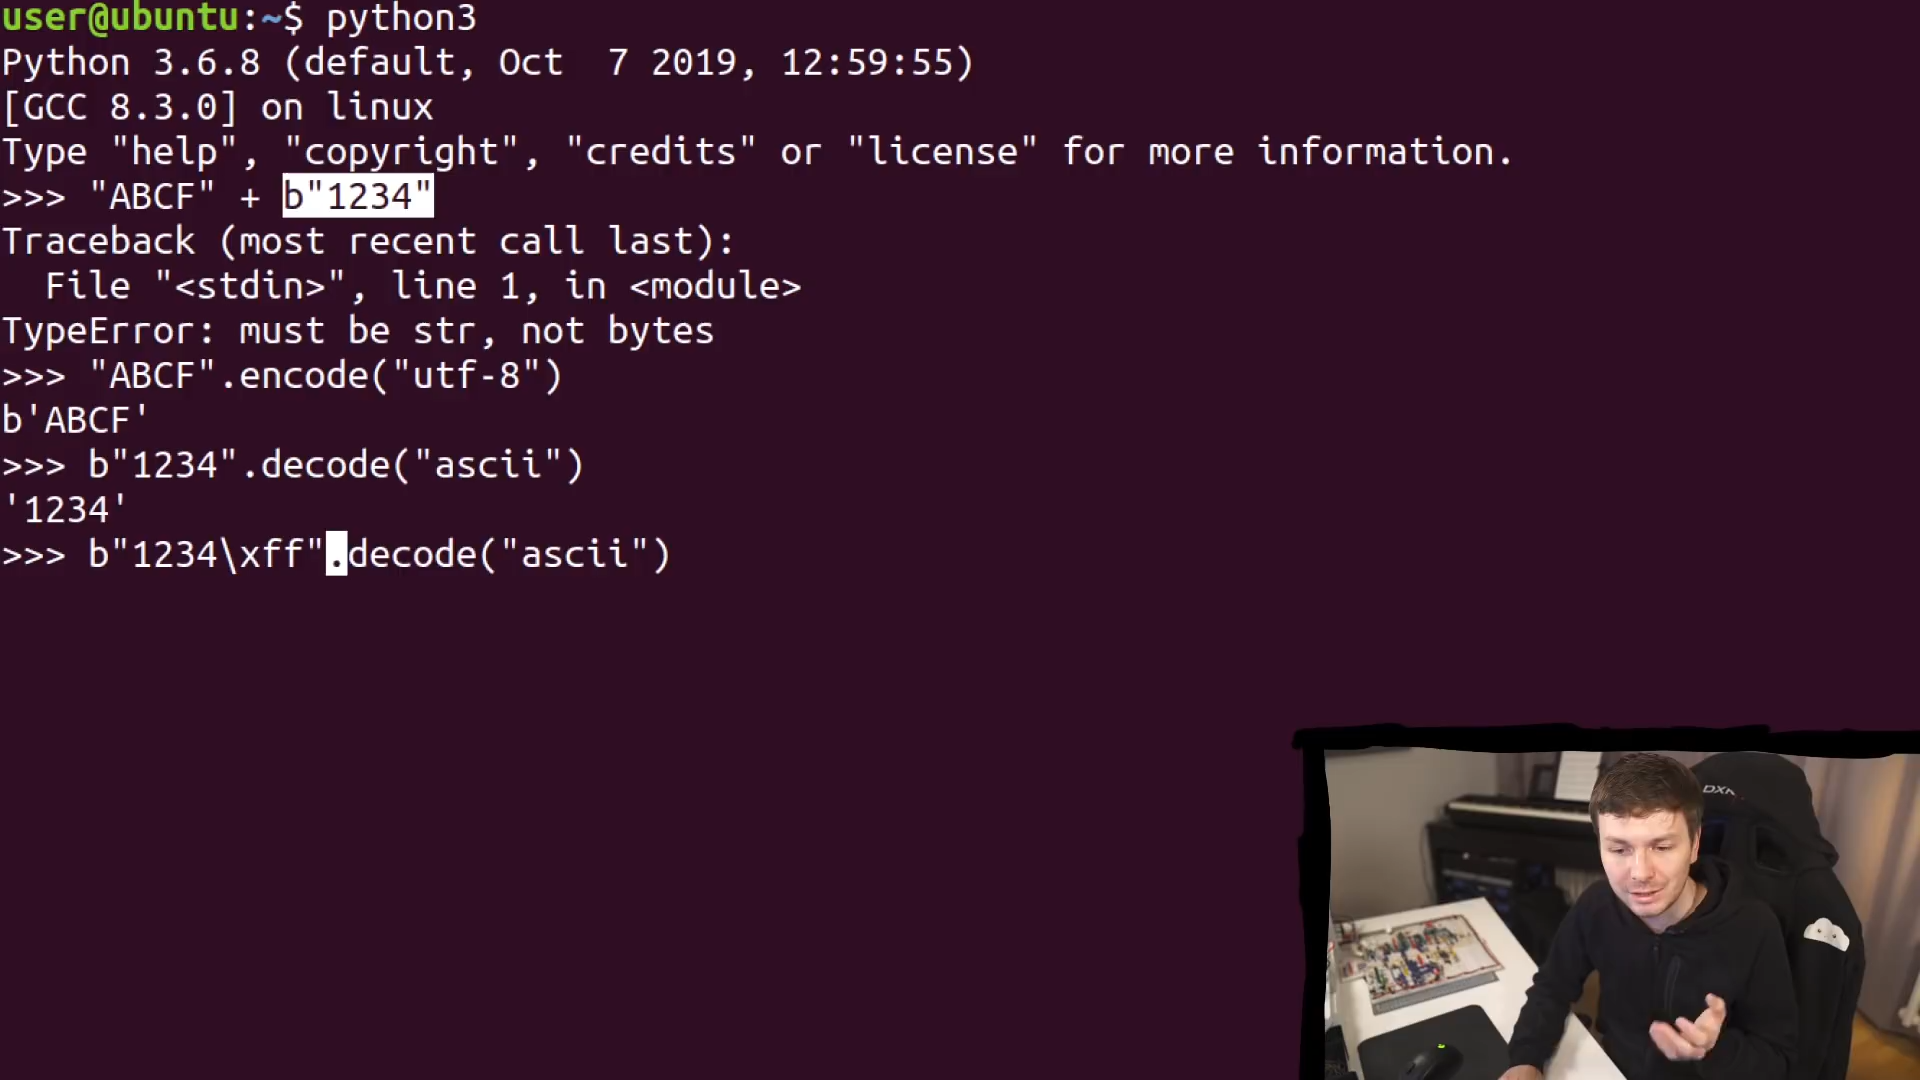 user@ubuntu:~$ python3
Python 3.6.8 (default, Oct  7 2019, 12:59:55)
[GCC 8.3.0] on linux
Type "help", "copyright", "credits" or "license" for more information.
>>> "ABCF" + b"1234"
Traceback (most recent call last):
  File "<stdin>", line 1, in <module>
TypeError: must be str, not bytes
>>> "ABCF".encode("utf-8")
b'ABCF'
>>> b"1234".decode("ascii")
'1234'
>>> b"1234\xff".decode("ascii")